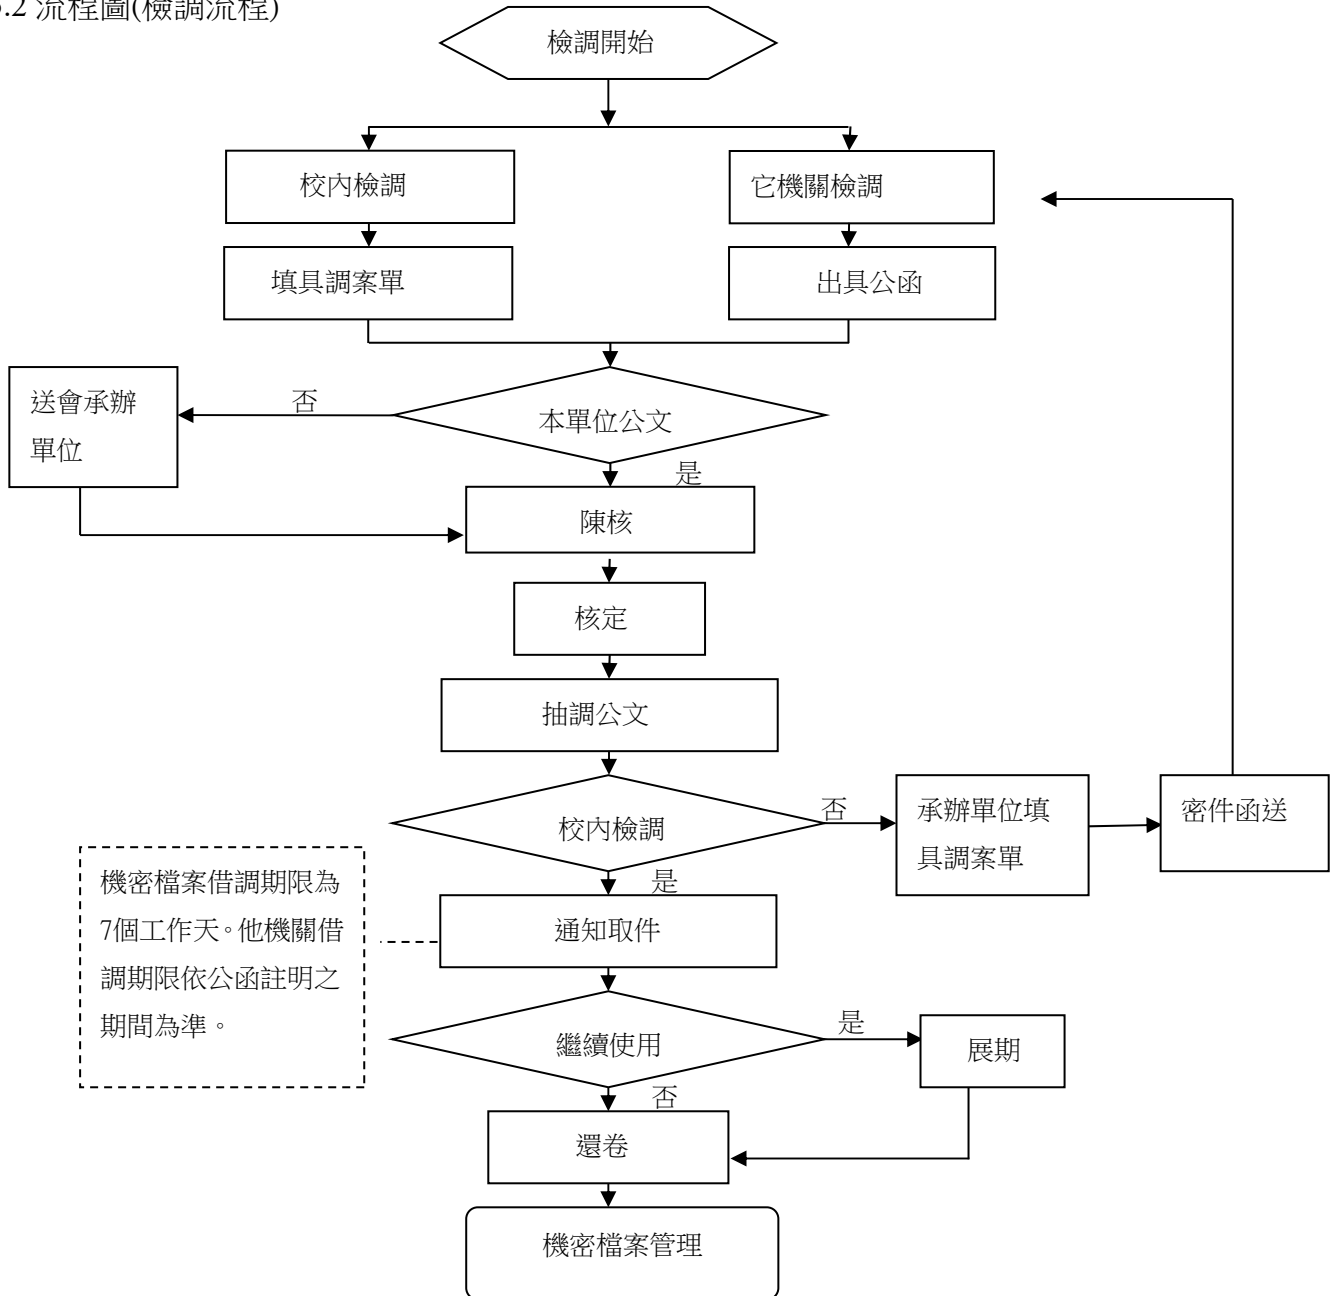 .2 流程圖(檢調流程)
檢調開始
校內檢調
它機關檢調
填具調案單
出具公函
送會承辦
單位
否
本單位公文
是
陳核
核定
抽調公文
校內檢調
否
承辦單位填
具調案單
密件函送
是
機密檔案借調期限為
7個工作天。他機關借
調期限依公函註明之
期間為準。
通知取件
繼續使用
是
展期
否
還卷
機密檔案管理